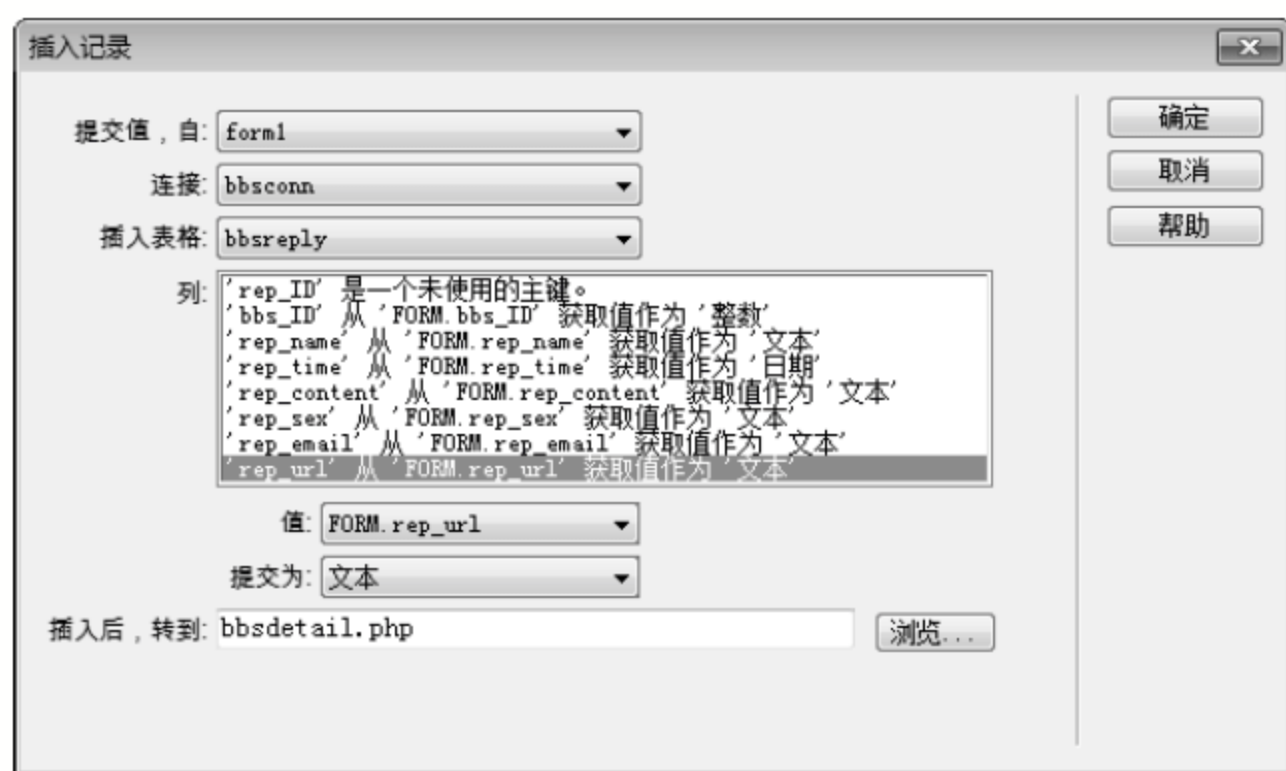 插入记录
提交值，自: form1
确定
连接: bbsconn
取消
插入表格: bbsreply
帮助
列: 'rep_ID' 是一个未使用的主键。
'bbs_ID' 从 'FORM.bbs_ID' 获取值作为 '整数'
'rep_name' 从 'FORM.rep_name' 获取值作为 '文本'
'rep_time' 从 'FORM.rep_time' 获取值作为 '日期'
'rep_content' 从 'FORM.rep_content' 获取值作为 '文本'
'rep_sex' 从 'FORM.rep_sex' 获取值作为 '文本'
'rep_email' 从 'FORM.rep_email' 获取值作为 '文本'
'rep_url' 从 'FORM.rep_url' 获取值作为 '文本'
值: FORM.rep_url
提交为: 文本
插入后，转到: bbsdetail.php 浏览...